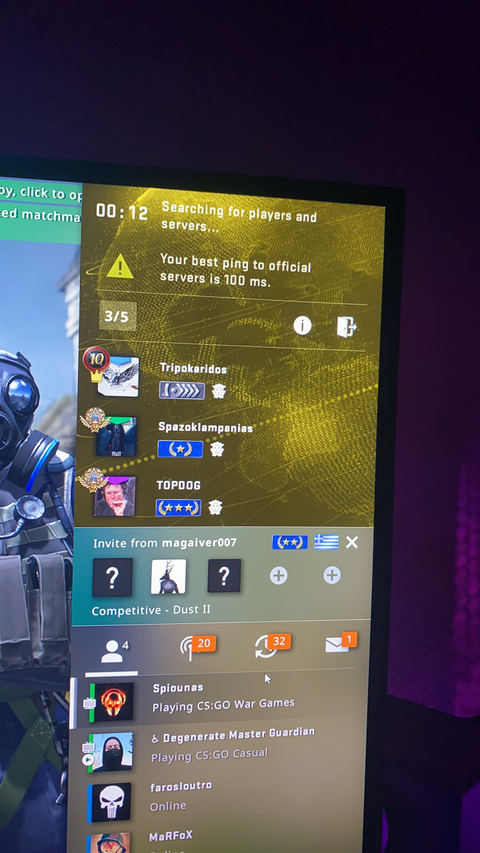 by, click to op
ed matchma
00:12
Searching for players and
servers...
Your best ping to official
servers is 100 ms.
3/5
10
Tripokaridos
Spazoklampanias
TOPDOG
Invite from magaiver007
?
?
Competitive - Dust II
4
20
32
1
Spiounas
Playing CS:GO War Games
Degenerate Master Guardian
Playing CS:GO Casual
farosloutro
Online
MaRFoX